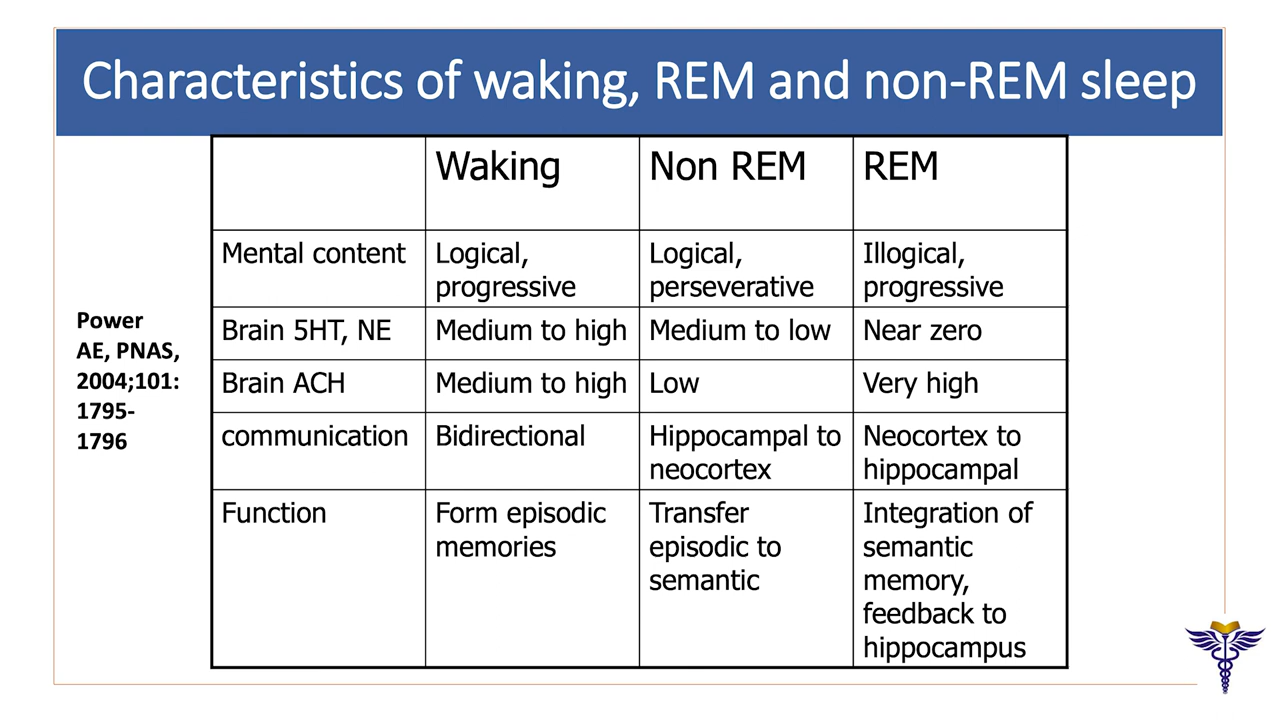 Characteristics of waking, REM and non-REM sleep
Waking
Non REM
REM
Mental content
Logical,
progressive
Logical,
perseverative
Illogical,
progressive
Brain 5HT, NE
Medium to high
Medium to low
Near zero
Brain ACH
Medium to high
Low
Very high
communication
Bidirectional
Hippocampal to
neocortex
Neocortex to
hippocampal
Function
Form episodic
memories
Transfer
episodic to
semantic
Integration of
semantic
memory,
feedback to
hippocampus
Power
AE, PNAS,
2004;101:
1795-
1796